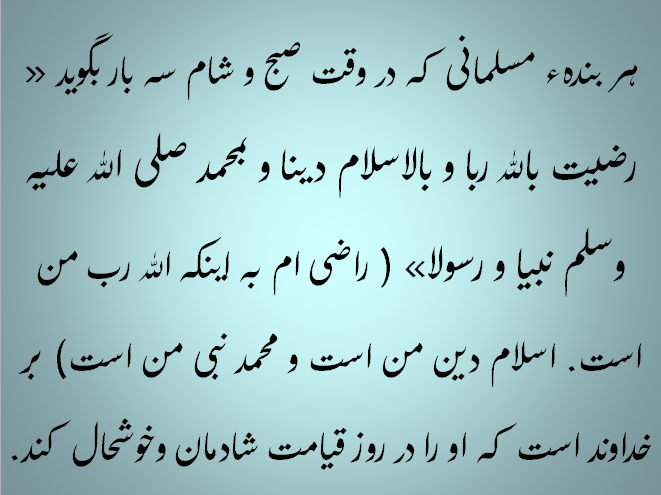 هر بندهء مسلمانی که در وقت صبح و شام سه بار بگوید «
رضیت بالله ربا و بالاسلام دینا و بمحمد صلی الله علیه
وسلم نبیا و رسولا» ( راضی ام به اینکه الله رب من
است. اسلام دین من است و محمد نبی من است) بر
خداوند است که او را در روز قیامت شادمان وخوشحال کند.